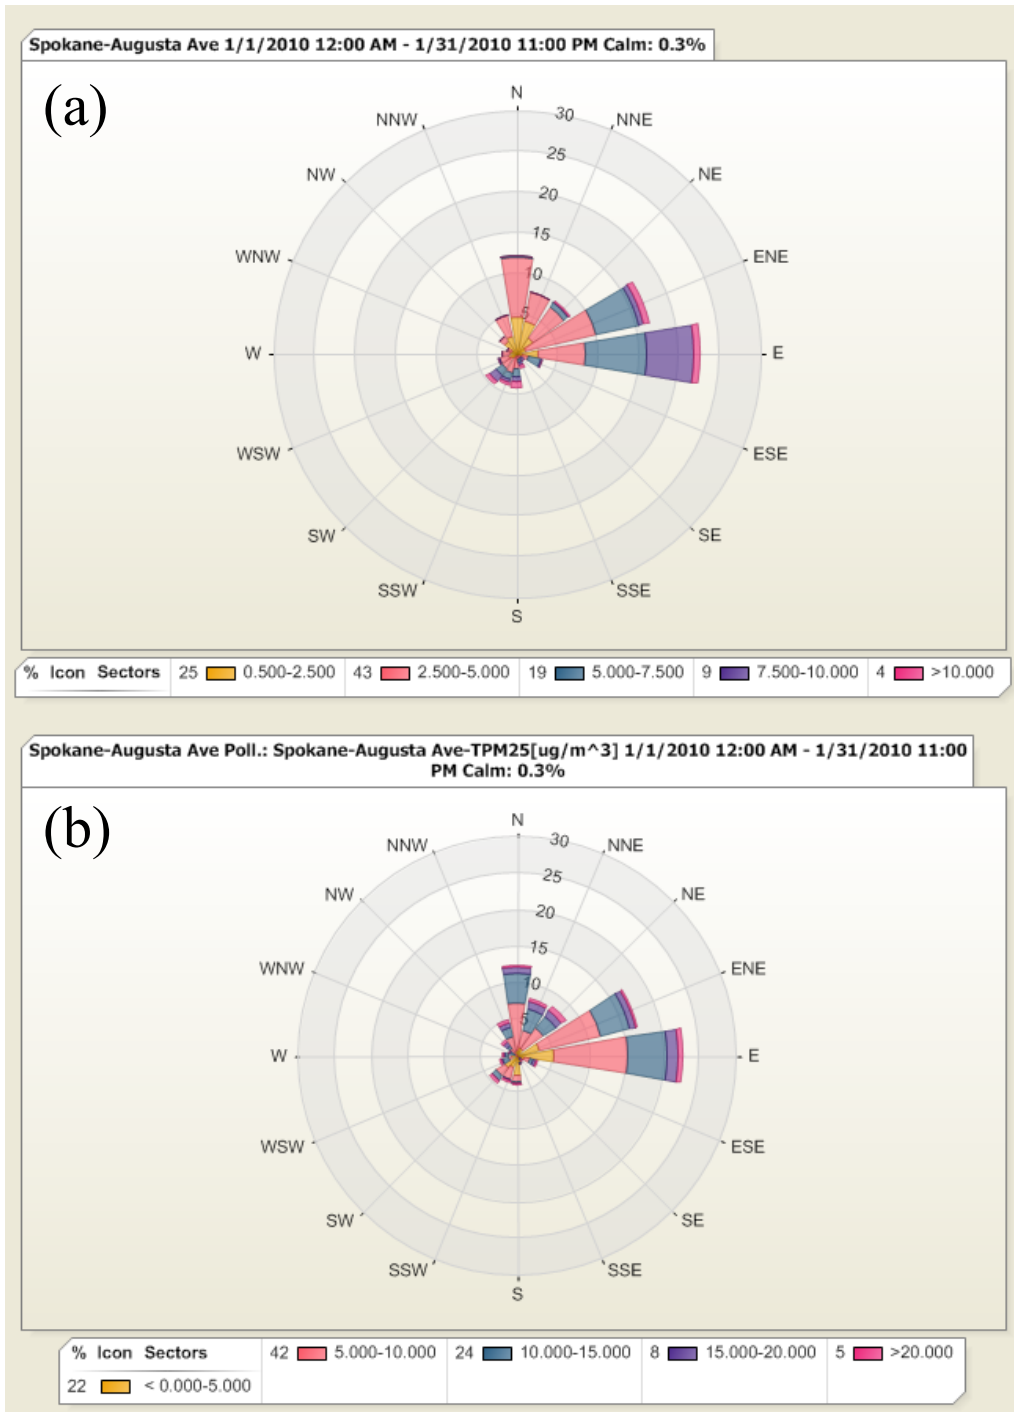 Spokane-Augusta Ave 1/1/2010 12:00 AM - 1/31/2010 11:00 PM Calm: 0.3%
(a)
N
30
NNW
NNE
25
NW
NE
20
15
WNW
ENE
10
5
W
E
WSW
ESE
SW
SE
SSW
SSE
S
% Icon Sectors 25 0.500-2.500 43 2.500-5.000 19 5.000-7.500 9 7.500-10.000 4 >10.000
Spokane-Augusta Ave Poll.: Spokane-Augusta Ave-TPM25[ug/m^3] 1/1/2010 12:00 AM - 1/31/2010 11:00
PM Calm: 0.3%
(b)
N
30
NNW
NNE
25
NW
NE
20
15
WNW
ENE
10
5
W
E
WSW
ESE
SW
SE
SSW
SSE
S
% Icon Sectors 42 5.000-10.000 24 10.000-15.000 8 15.000-20.000 5 >20.000
22 < 0.000-5.000